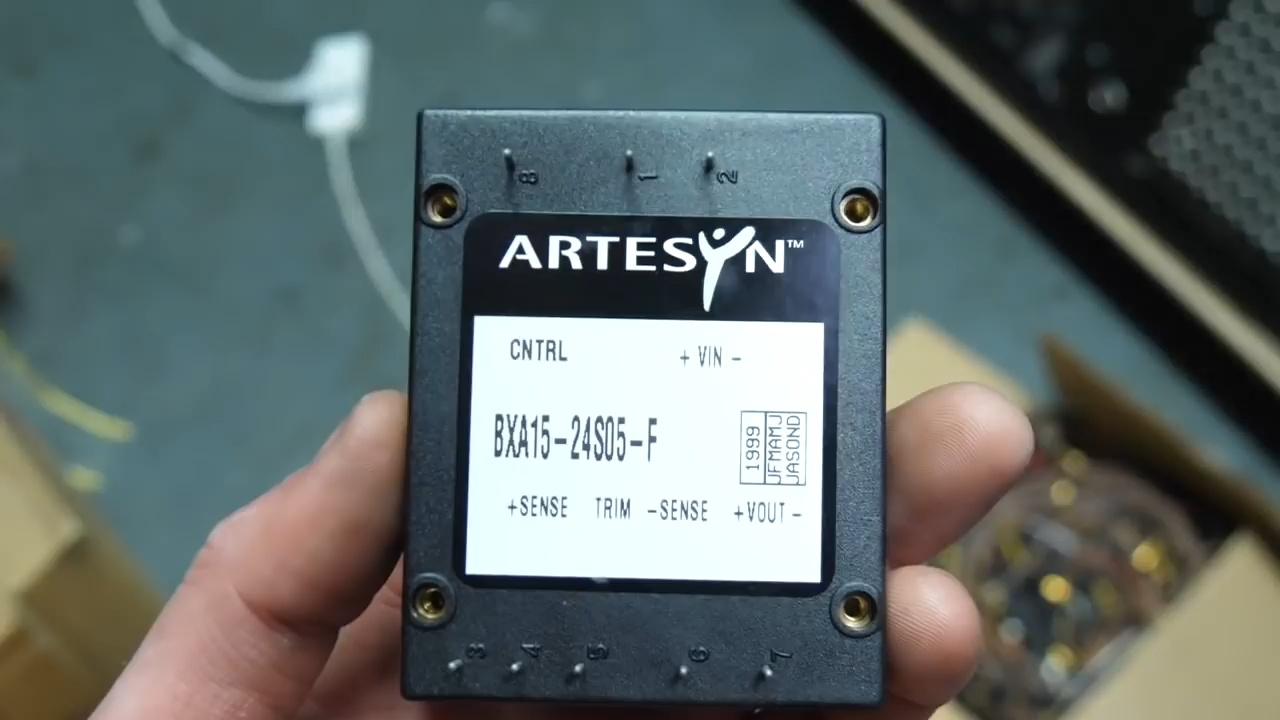 8 1 2
ARTESYN™
CNTRL + VIN -
BXA15-24S05-F
1999
JFMAMJ
JASOND
+SENSE TRIM -SENSE +VOUT -
3 4 5 6 7